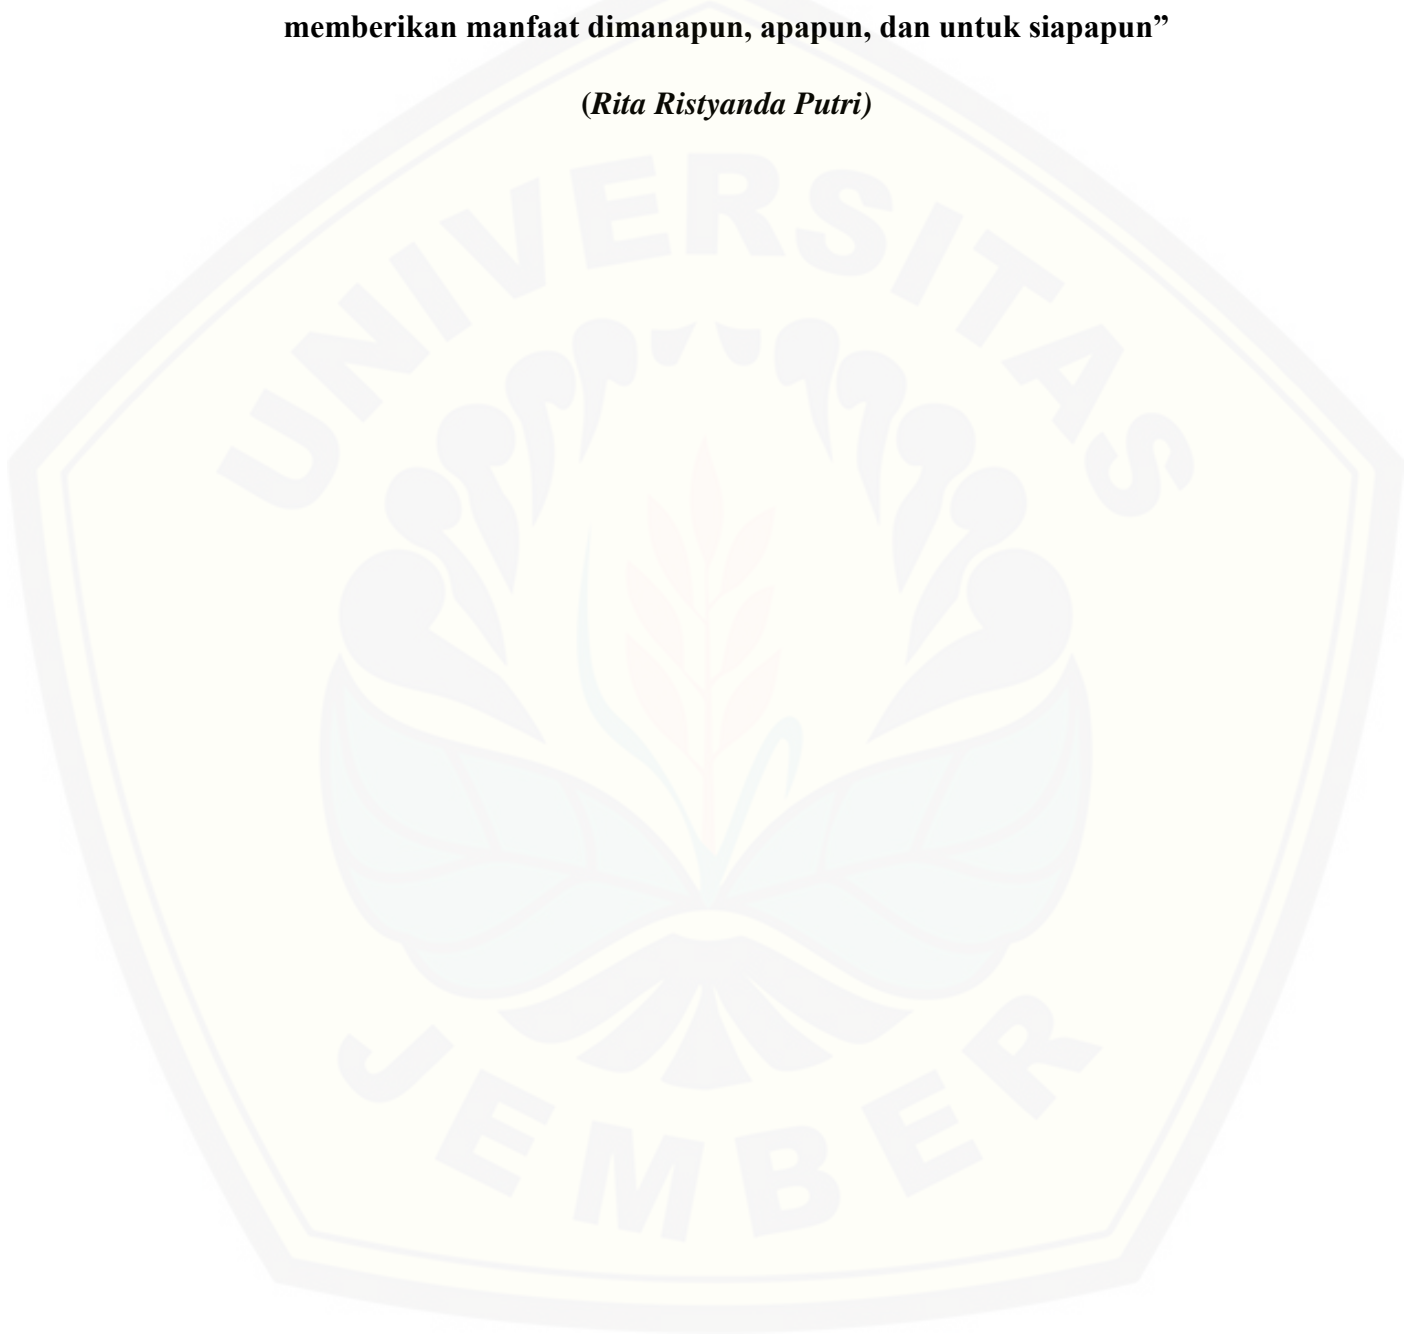 memberikan manfaat dimanapun, apapun, dan untuk siapapun”
(Rita Ristyanda Putri)
UNIVERSITAS
JEMBER